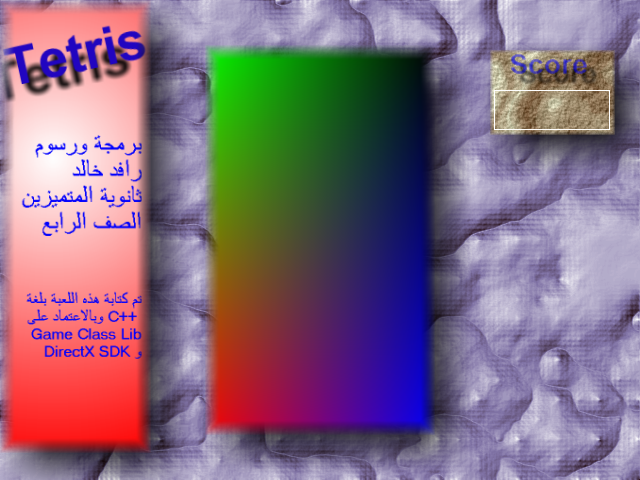 Tetris
برمجة ورسوم
رافد خالد
ثانوية المتميزين
الصف الرابع
تم كتابة هذه اللعبة بلغة
C++ وبالاعتماد على
Game Class Lib
و DirectX SDK
Score